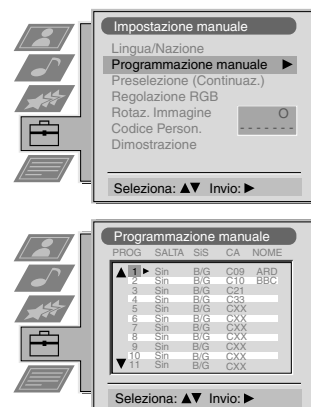 Impostazione manuale
Lingua/Nazione
Programmazione manuale ►
Preselezione (Continuaz.)
Regolazione RGB
Rotaz. Immagine O
Codice Person. - - - - - - -
Dimostrazione
Seleziona: ▲▼ Invio: ►
Programmazione manuale
PROG SALTA SiS CA NOME
▲ 1 ► Sin B/G C09 ARD
2 Sin B/G C10 BBC
3 Sin B/G C21
4 Sin B/G C33
5 Sin B/G CXX
6 Sin B/G CXX
7 Sin B/G CXX
8 Sin B/G CXX
9 Sin B/G CXX
10 Sin B/G CXX
▼ 11 Sin B/G CXX
Seleziona: ▲▼ Invio: ►